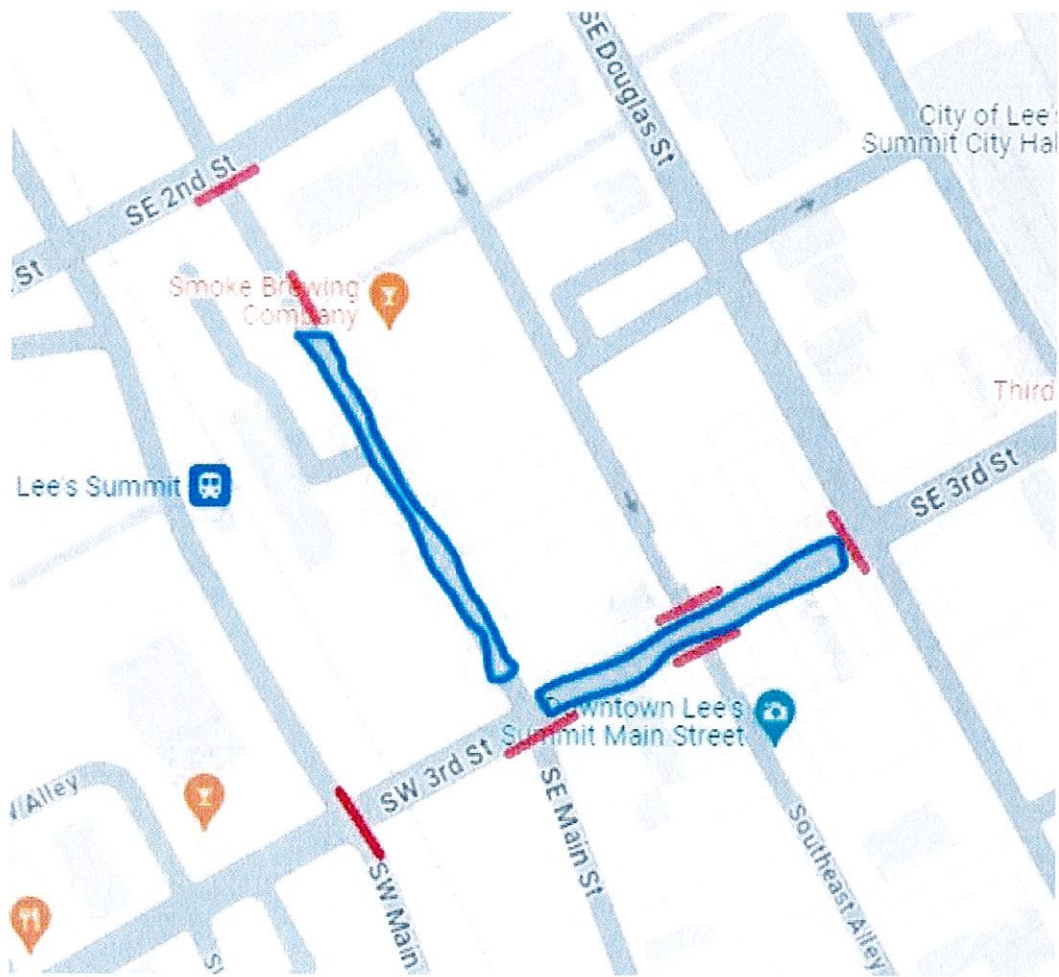 SE Douglas St
City of Lee's
Summit City Hal
SE 2nd St
St
Smoke Brewing
Company
Third
Lee's Summit
SE 3rd St
Downtown Lee's
Summit Main Street
SW 3rd St
Alley
SE Main St
SW Main
Southeast Alley